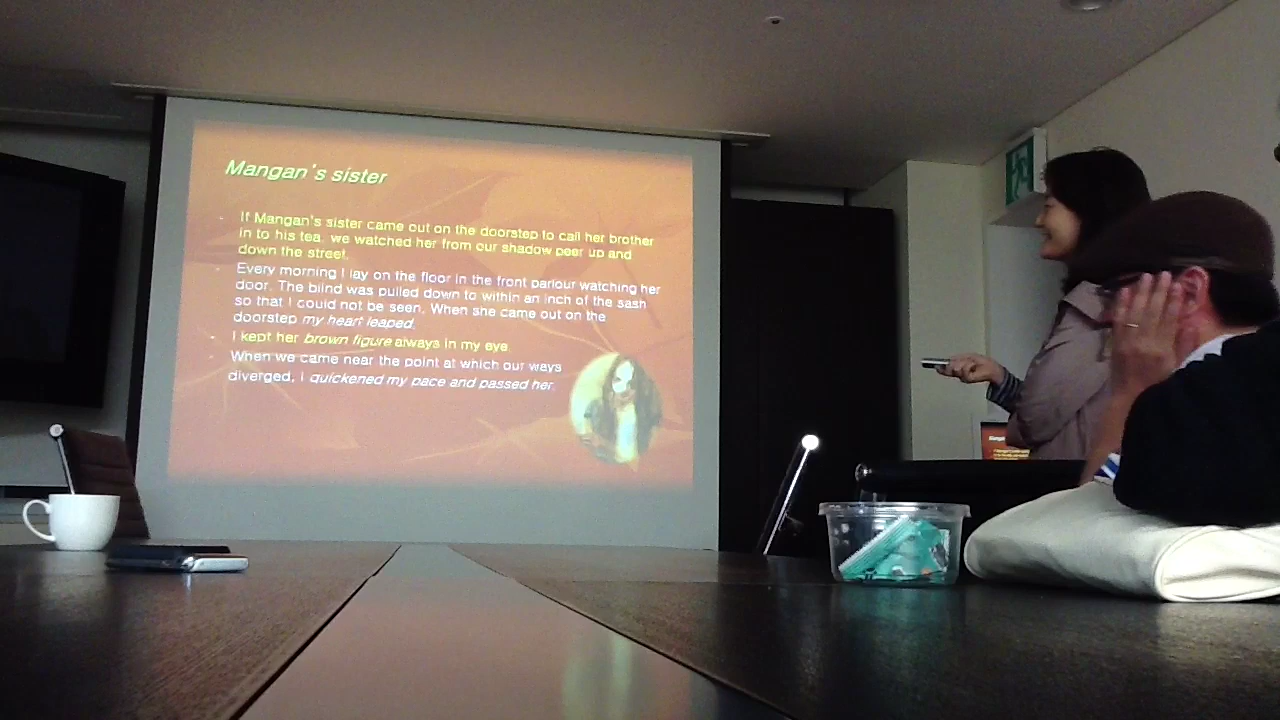 Mangan's sister
- If Mangan's sister came out on the doorstep to call her brother
in to his tea, we watched her from our shadow peer up and
down the street.
- Every morning I lay on the floor in the front parlour watching her
door. The blind was pulled down to within an inch of the sash
so that I could not be seen. When she came out on the
doorstep my heart leaped.
- I kept her brown figure always in my eye.
- When we came near the point at which our ways
diverged, I quickened my pace and passed her.